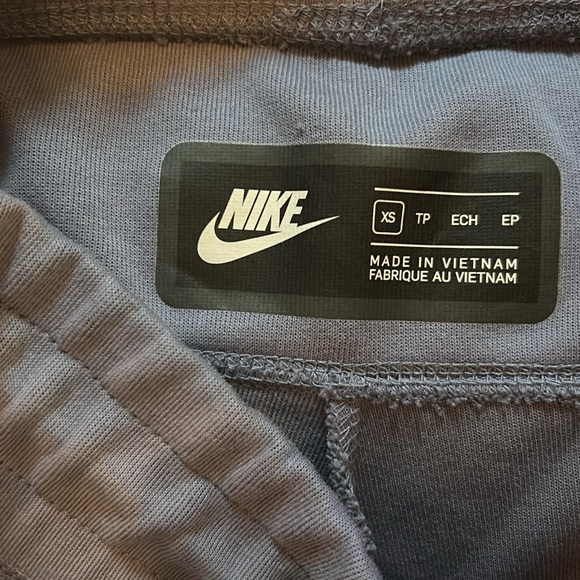 NIKE
XS TP ECH EP
MADE IN VIETNAM
FABRIQUE AU VIETNAM